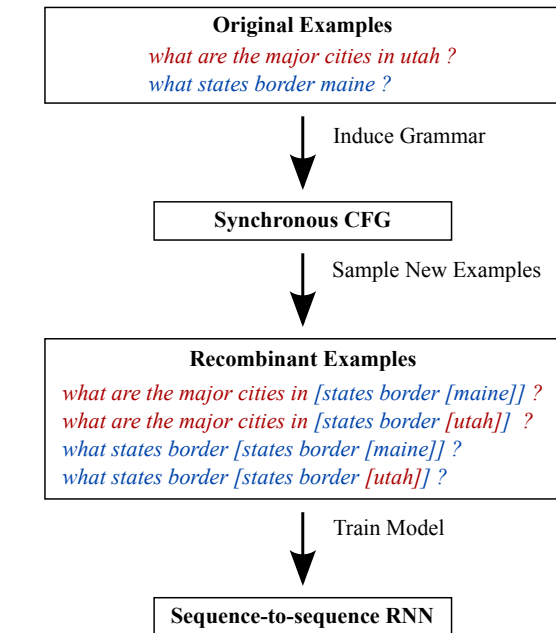 Original Examples
what are the major cities in utah ?
what states border maine ?
Induce Grammar
Synchronous CFG
Sample New Examples
Recombinant Examples
what are the major cities in [states border [maine]] ?
what are the major cities in [states border [utah]] ?
what states border [states border [maine]] ?
what states border [states border [utah]] ?
Train Model
Sequence-to-sequence RNN